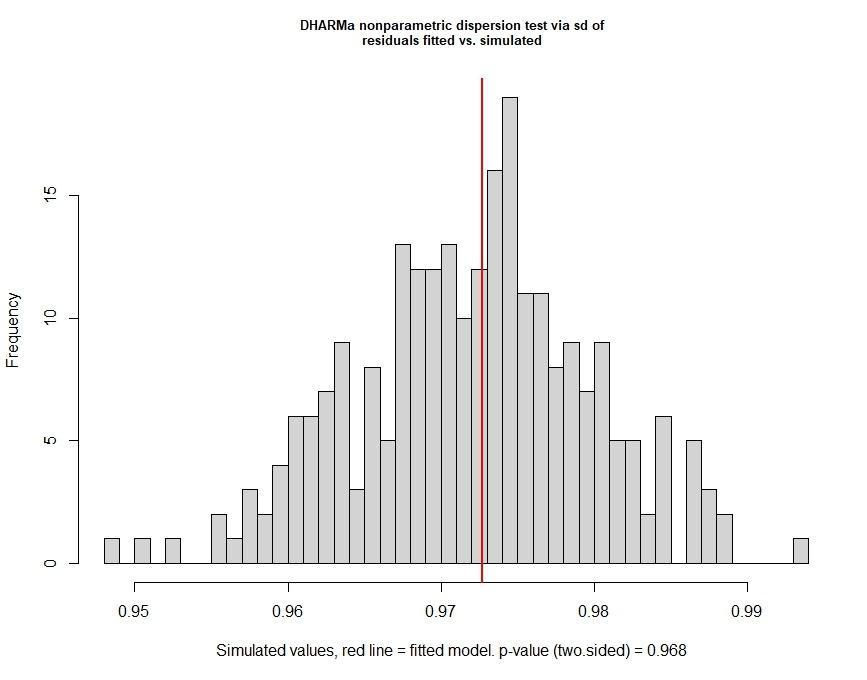 DHARMa nonparametric dispersion test via sd of
residuals fitted vs. simulated
Frequency
15
10
5
0
0.95 0.96 0.97 0.98 0.99
Simulated values, red line = fitted model. p-value (two.sided) = 0.968